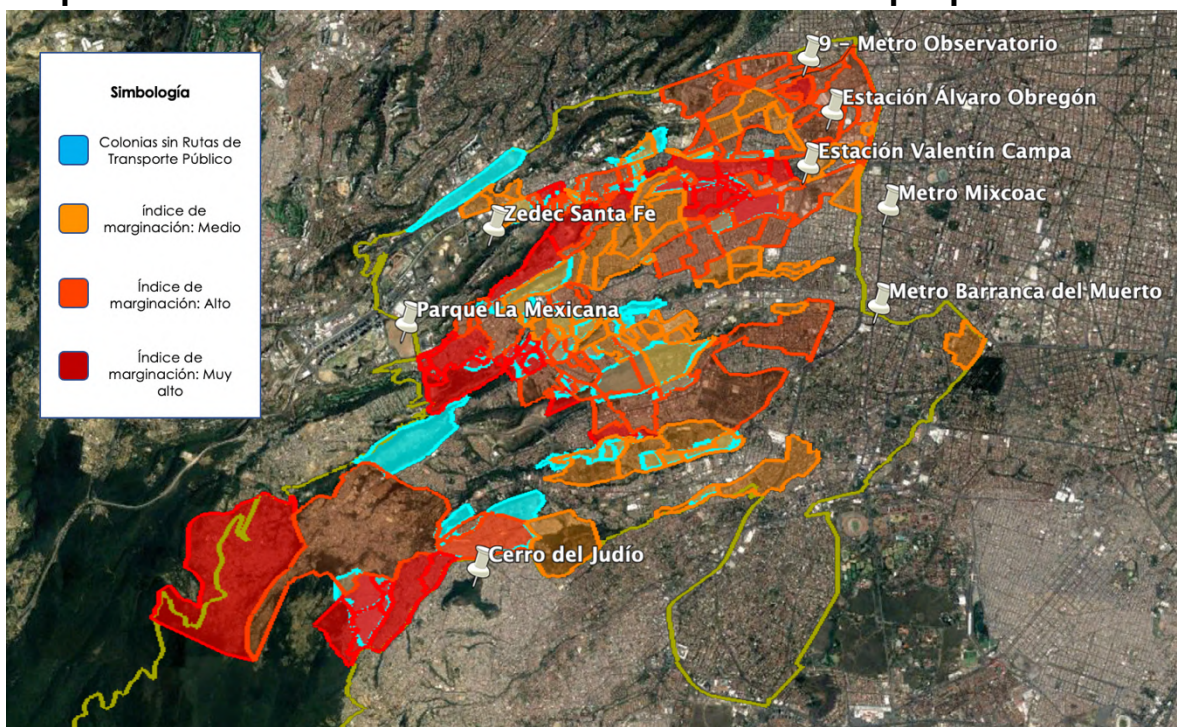 Simbología
Colonias sin Rutas de
Transporte Público
índice de
marginación: Medio
Índice de
marginación: Alto
Índice de
marginación: Muy
alto
9 – Metro Observatorio
Estación Álvaro Obregón
Estación Valentín Campa
Metro Mixcoac
Zedec Santa Fe
Metro Barranca del Muerto
Parque La Mexicana
Cerro del Judío